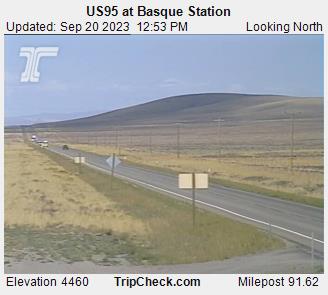 US95 at Basque Station
Updated: Sep 20 2023 12:53 PM Looking North
Elevation 4460 TripCheck.com Milepost 91.62